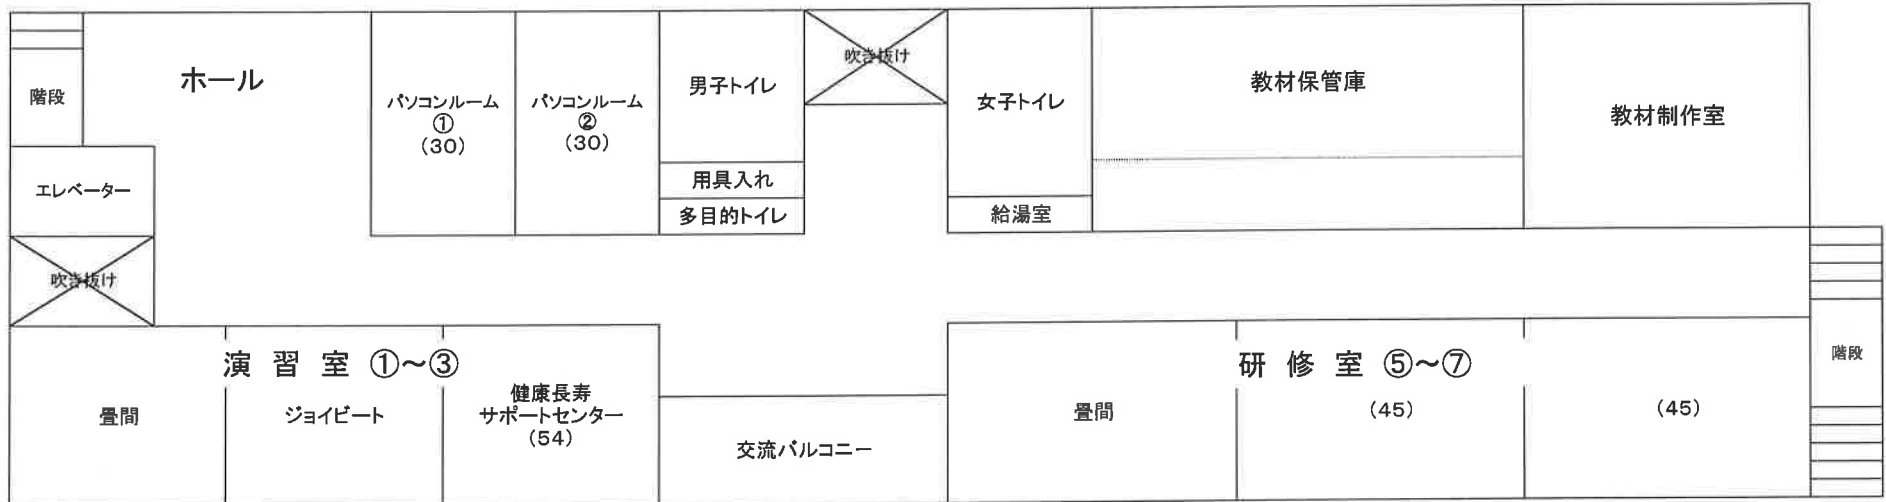 階段
ホール
パソコンルーム
①
(30)
パソコンルーム
②
(30)
男子トイレ
吹き抜け
女子トイレ
教材保管庫
教材制作室
エレベーター
用具入れ
多目的トイレ
給湯室
吹き抜け
演習室 ①～③
畳間
ジョイビート
健康長寿
サポートセンター
(54)
交流バルコニー
研修室 ⑤～⑦
畳間
(45)
(45)
階段